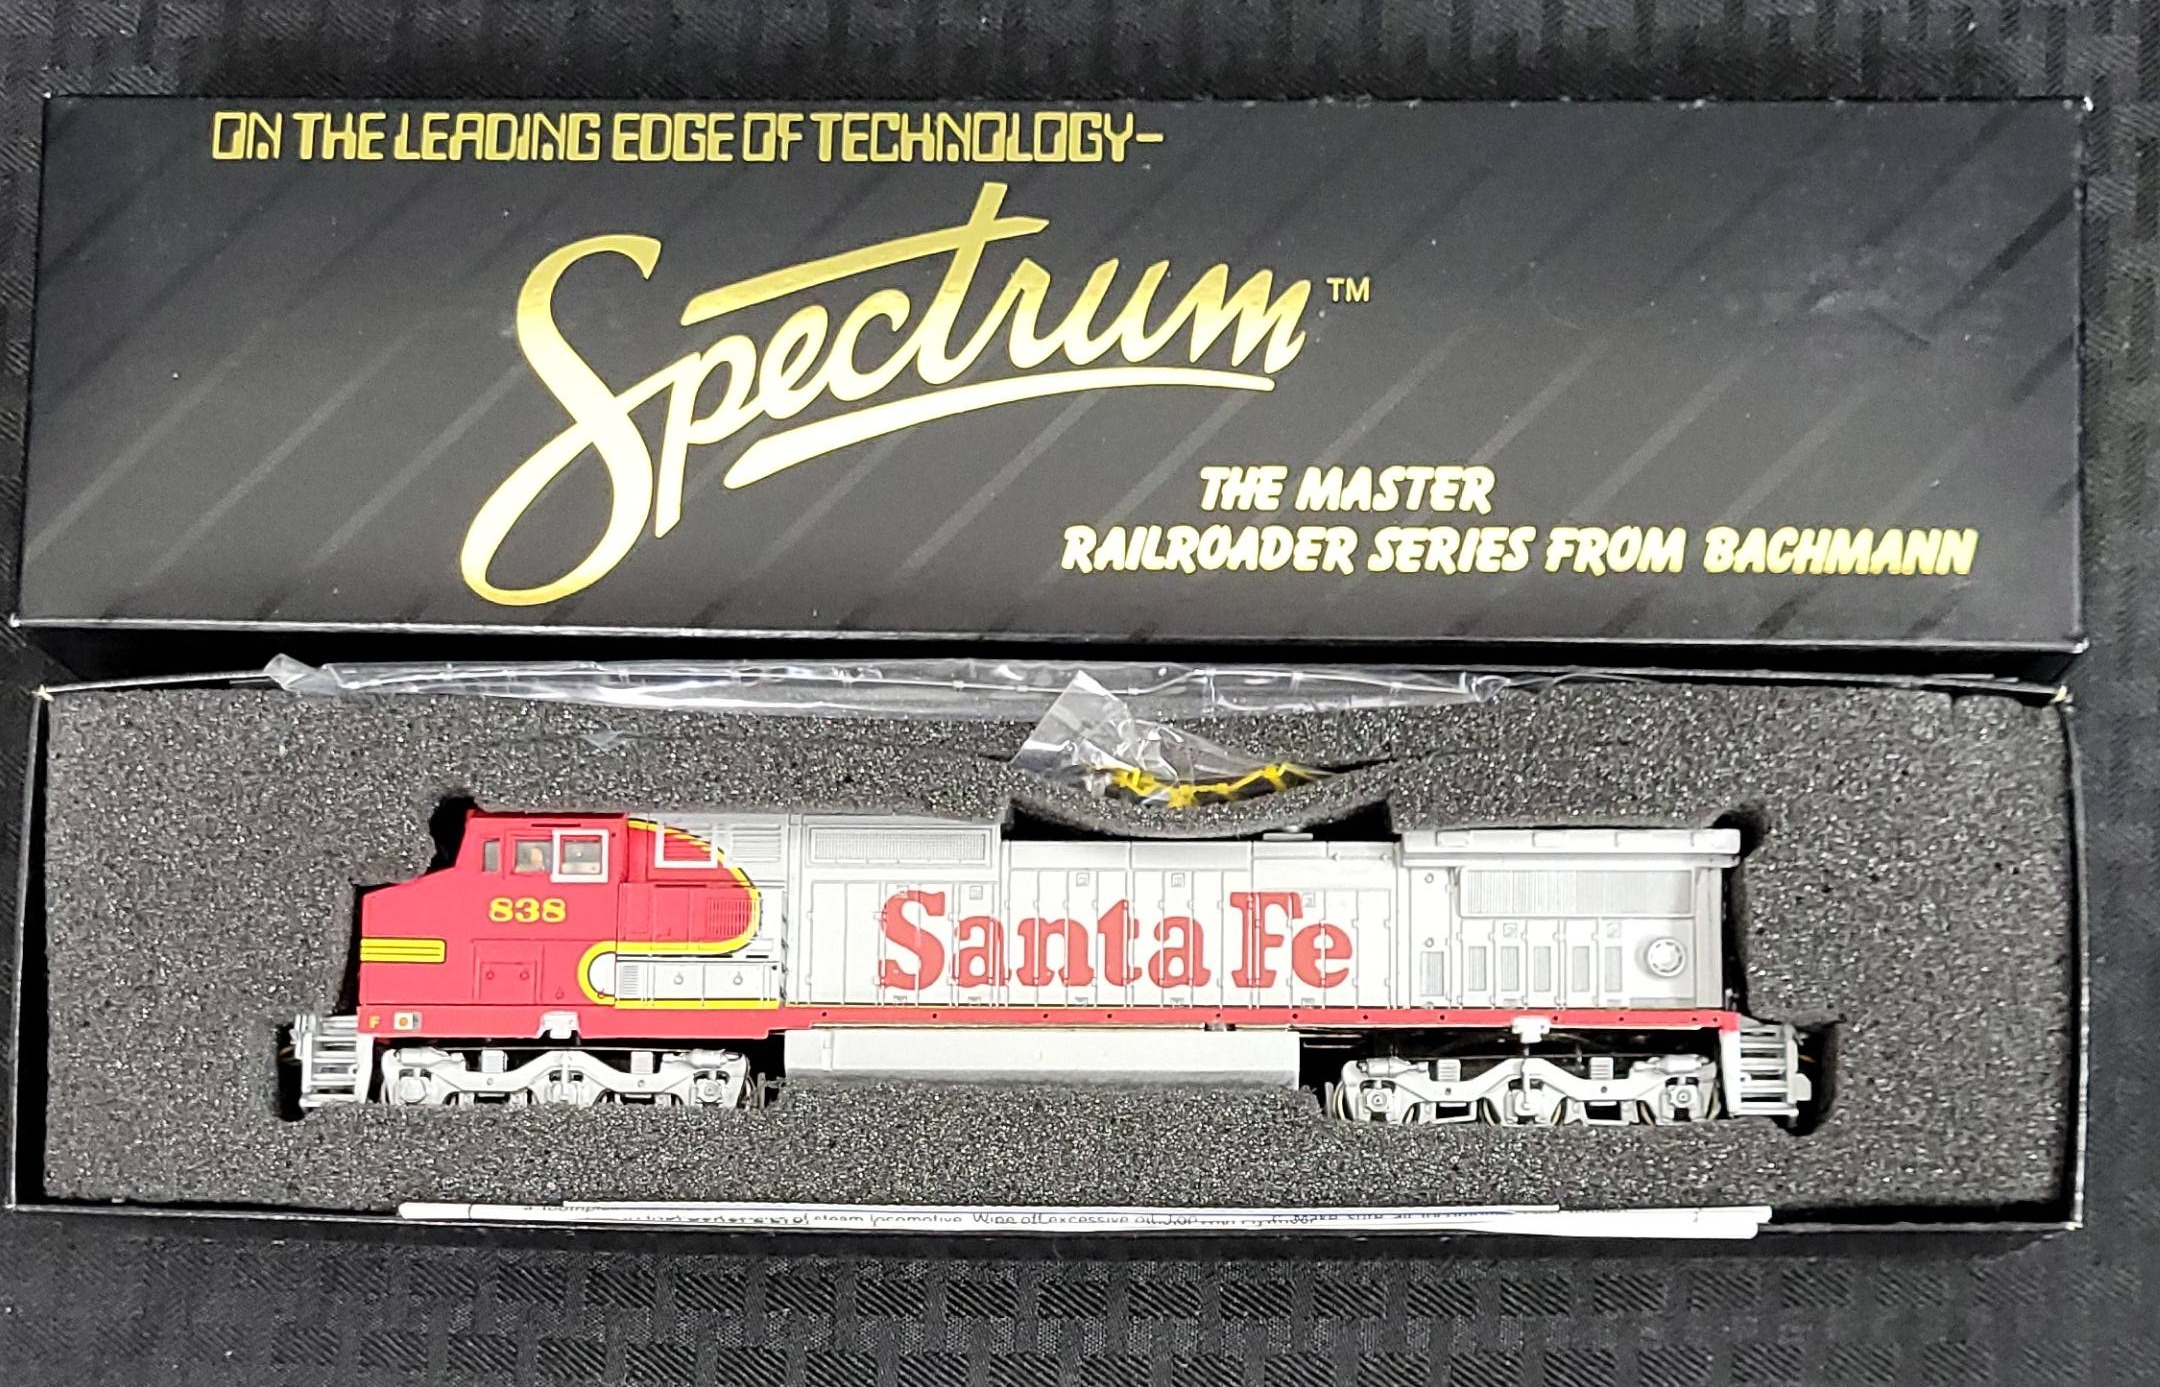 ON THE LEADING EDGE OF TECHNOLOGY-
Spectrum™
THE MASTER
RAILROADER SERIES FROM BACHMANN
838
Santa Fe
F
of steam locomotive. Wipe off excessive oil